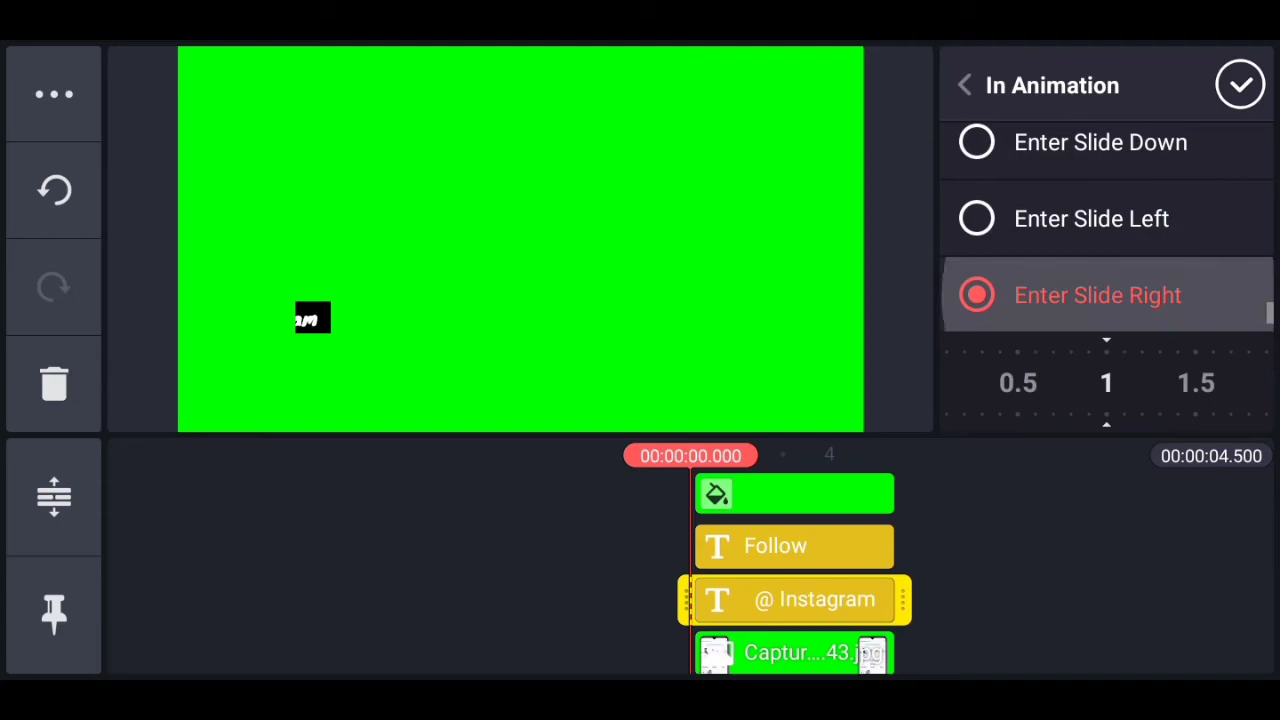 In Animation
Enter Slide Down
Enter Slide Left
Enter Slide Right
0.5 1 1.5
am
00:00:00.000
4
00:00:04.500
T Follow
T @ Instagram
Captur....43.jpg